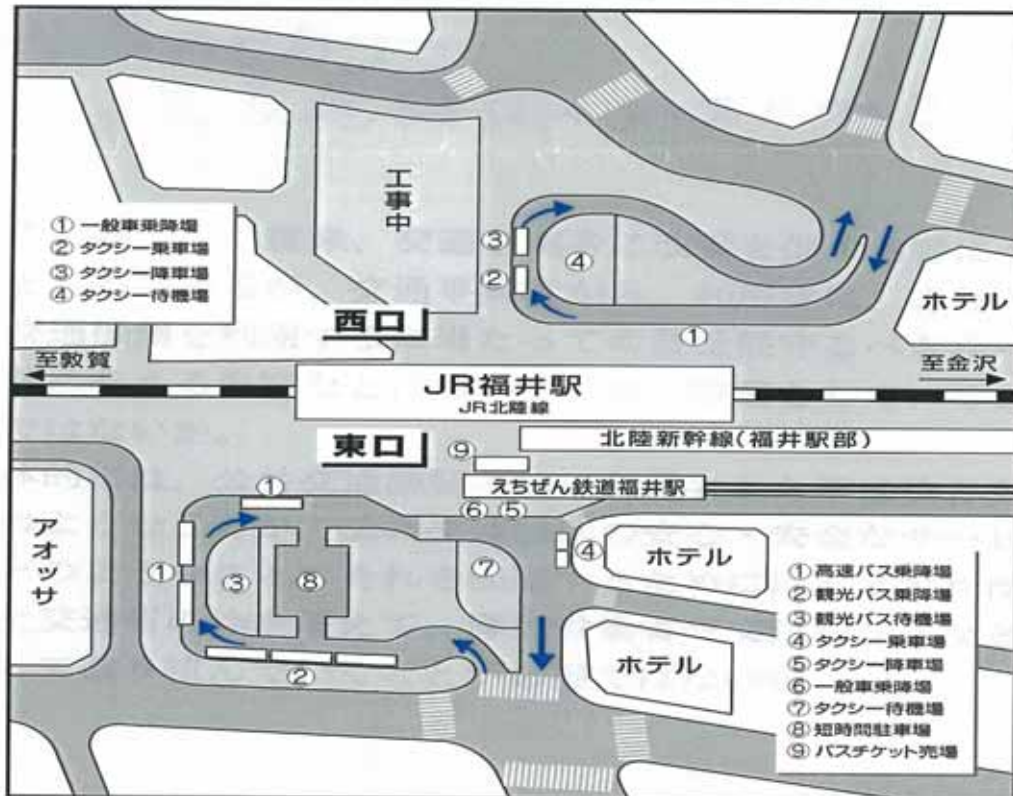 工事中
①一般車乗降場
②タクシー乗車場
③タクシー降車場
④タクシー待機場
③
②
④
①
ホテル
西口
至敦賀
至金沢
JR福井駅
JR北陸線
東口
北陸新幹線(福井駅部)
⑨
えちぜん鉄道福井駅
①
⑥ ⑤
アオッサ
①
③
⑧
⑦
④
ホテル
②
ホテル
①高速バス乗降場
②観光バス乗降場
③観光バス待機場
④タクシー乗車場
⑤タクシー降車場
⑥一般車乗降場
⑦タクシー待機場
⑧短時間駐車場
⑨バスチケット売場